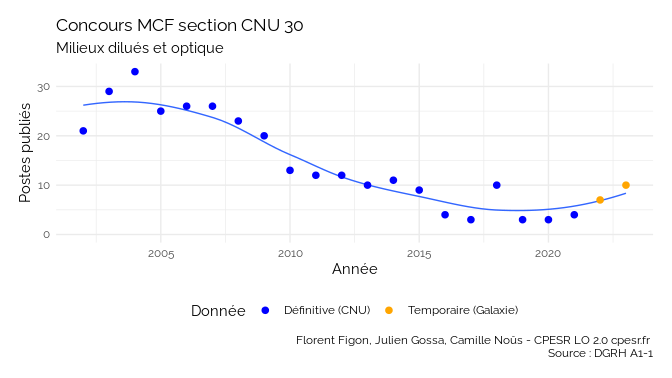 Concours MCF section CNU 30
Milieux dilués et optique
Postes publiés
30
20
10
0
2005 2010 2015 2020
Année
Donnée Définitive (CNU) Temporaire (Galaxie)
Florent Figon, Julien Gossa, Camille Noûs - CPESR LO 2.0 cpesr.fr
Source : DGRH A1-1